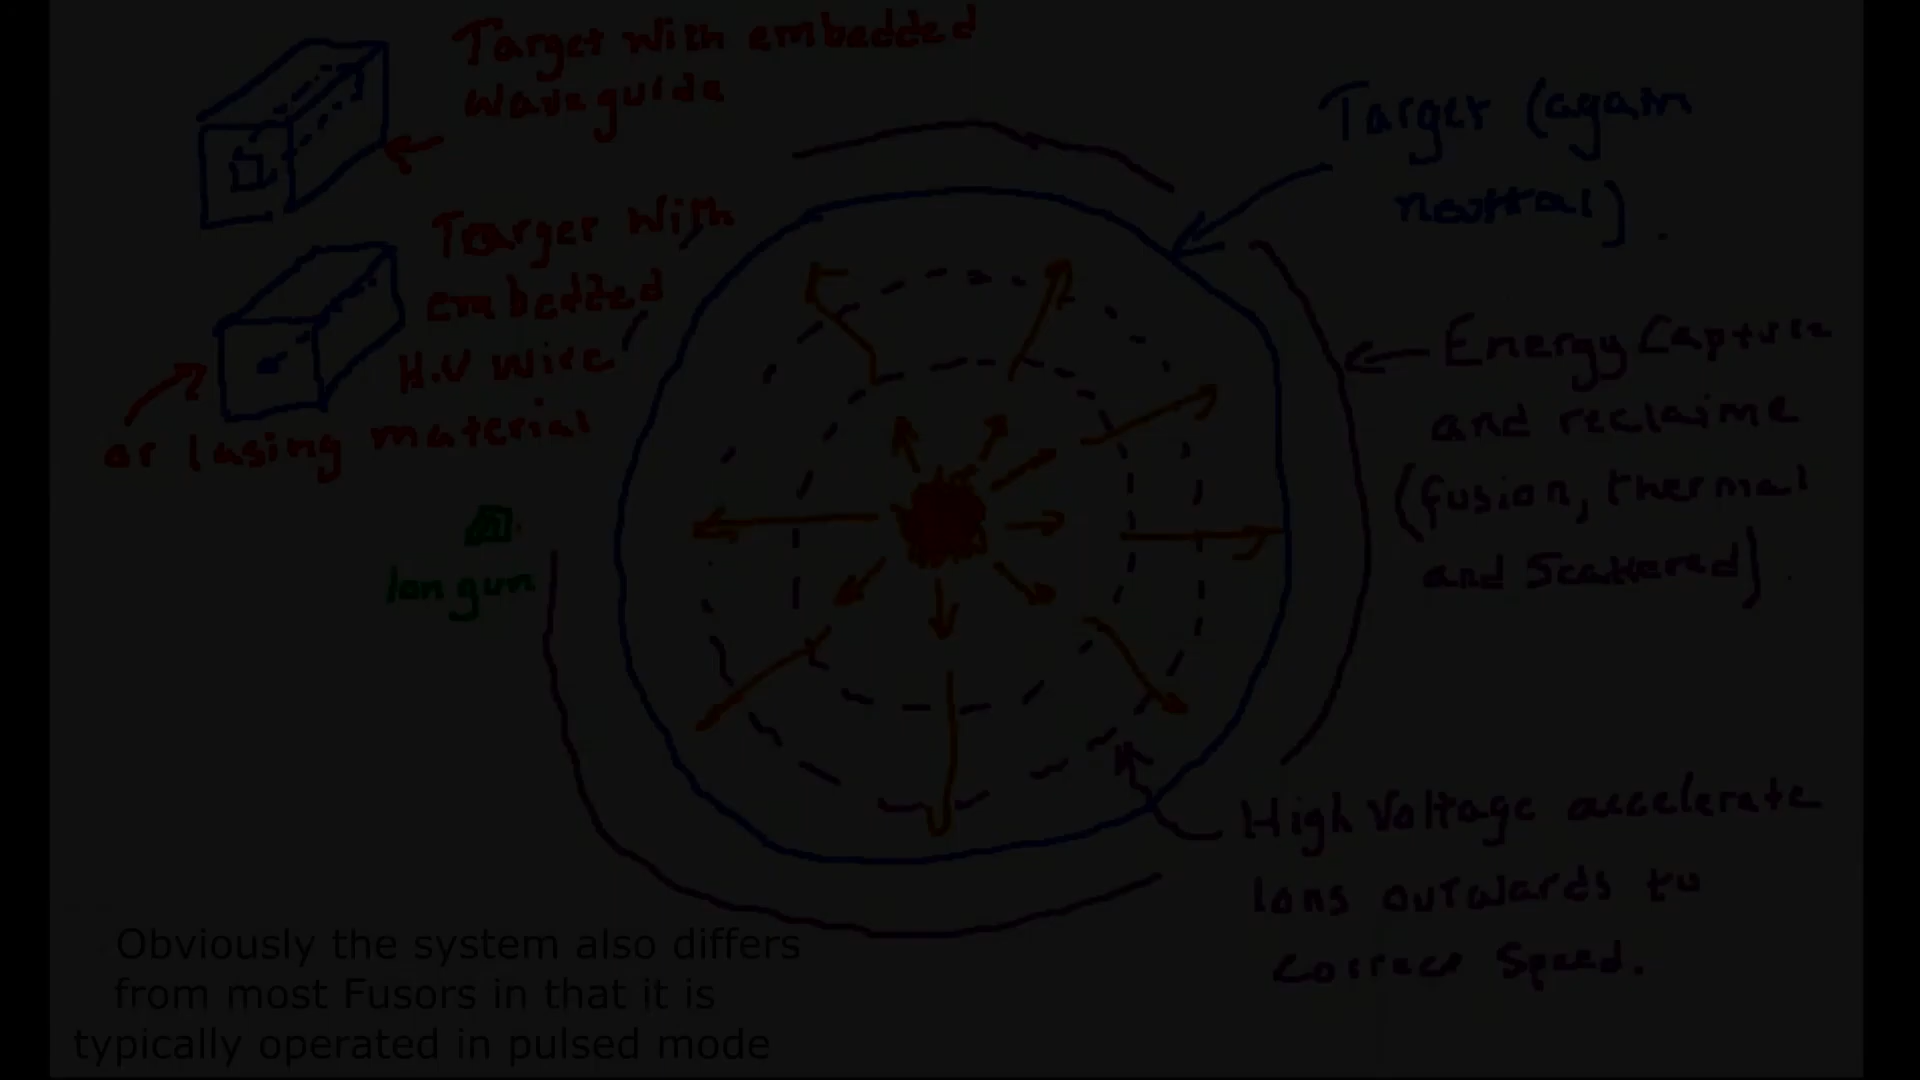 Target with embedded
waveguide
Trarger with
embedded
H.V wire
or lasing material
Ion gun
Target (again
neutral).
Energy Capture
and reclaime
(fusion, thermal
and Scattered).
High Voltage accelerate
Ions outwards to
correct Speed.
Obviously the system also differs
from most Fusors in that it is
typically operated in pulsed mode